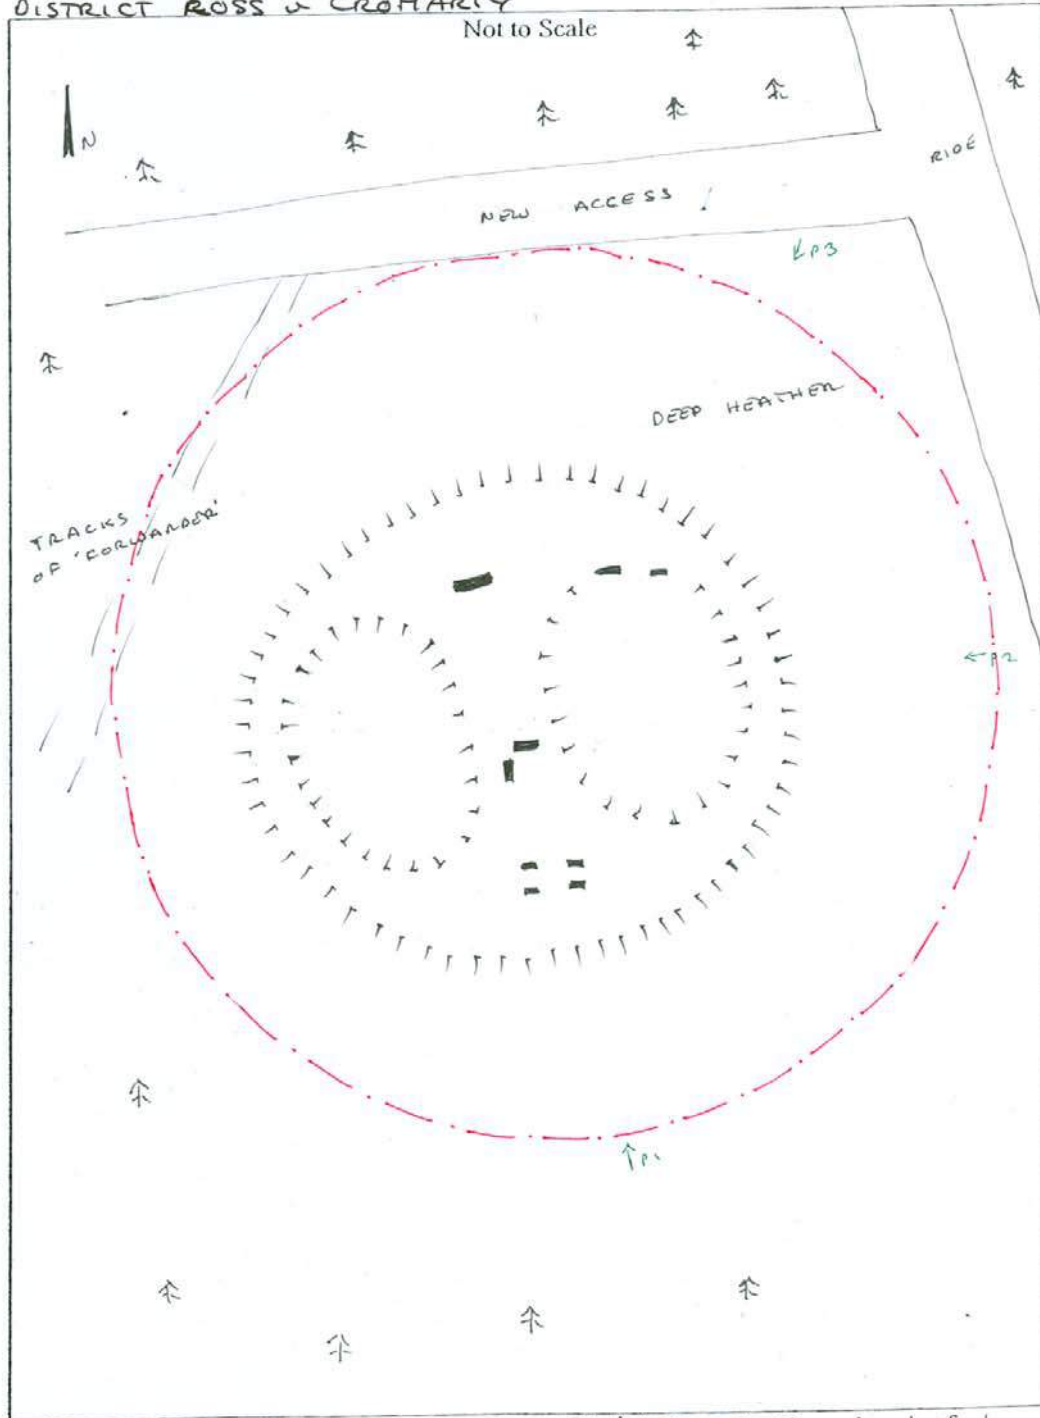 DISTRICT ROSS & CROMARTY
Not to Scale
N
RIDE
NEW ACCESS
P3
DEEP HEATHER
TRACKS
OF 'FORWARDER'
P2
P1